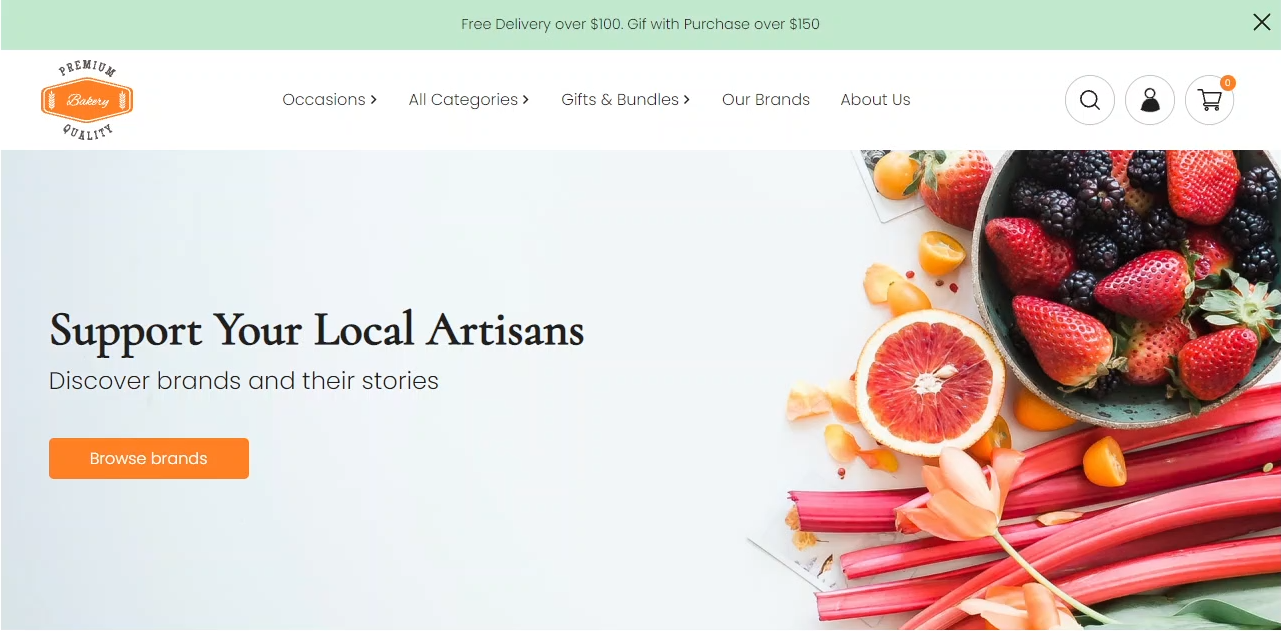 Free Delivery over $100. Gif with Purchase over $150
PREMIUM
Bakery
QUALITY
Occasions
All Categories
Gifts & Bundles
Our Brands
About Us
0
Support Your Local Artisans
Discover brands and their stories
Browse brands